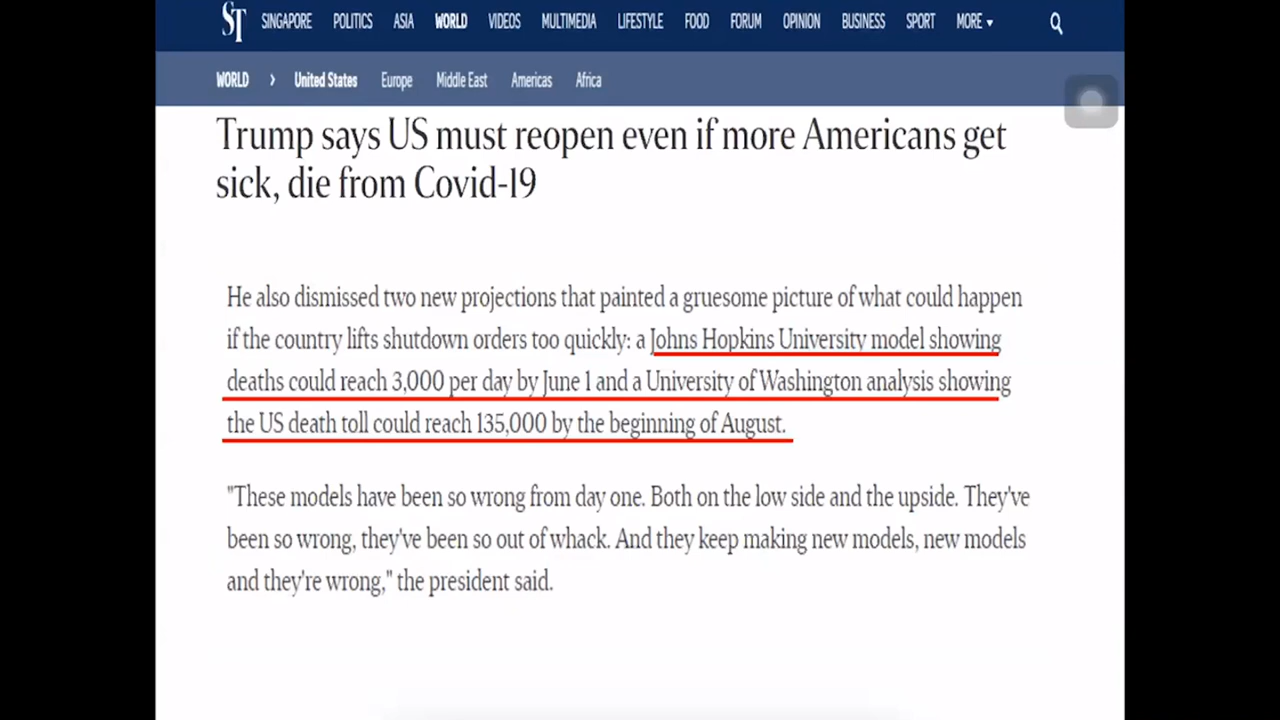 ST SINGAPORE POLITICS ASIA WORLD VIDEOS MULTIMEDIA LIFESTYLE FOOD FORUM OPINION BUSINESS SPORT MORE
WORLD > United States Europe Middle East Americas Africa
Trump says US must reopen even if more Americans get
sick, die from Covid-19
He also dismissed two new projections that painted a gruesome picture of what could happen
if the country lifts shutdown orders too quickly: a Johns Hopkins University model showing
deaths could reach 3,000 per day by June 1 and a University of Washington analysis showing
the US death toll could reach 135,000 by the beginning of August.
"These models have been so wrong from day one. Both on the low side and the upside. They've
been so wrong, they've been so out of whack. And they keep making new models, new models
and they're wrong," the president said.